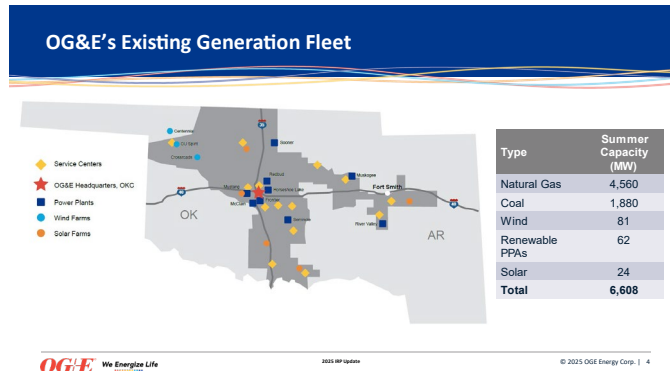 OG&E's Existing Generation Fleet
Centennial
OU Spirit
Crossroads
35
Sooner
Service Centers
OG&E Headquarters, OKC
Power Plants
Wind Farms
Solar Farms
Redbud
Horseshoe Lake
Mustang
McClain
Frontier
Seminole
Muskogee
Fort Smith
River Valley
40
40
OK
AR
Type
Summer
Capacity
(MW)
Natural Gas 4,560
Coal 1,880
Wind 81
Renewable
PPAs
62
Solar 24
Total 6,608
OG+E We Energize Life
2025 IRP Update
© 2025 OGE Energy Corp. | 4